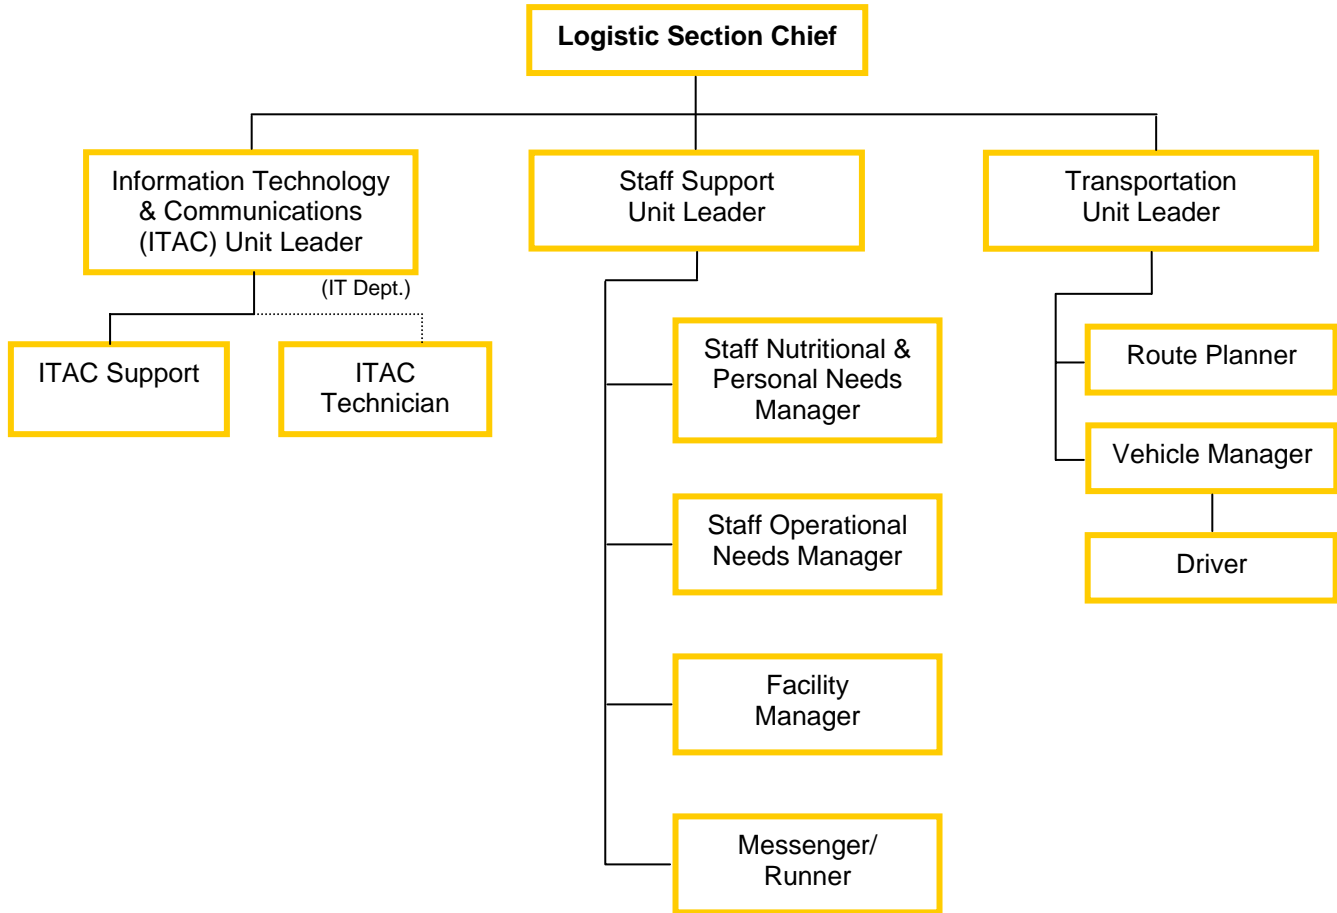 Logistic Section Chief
Information Technology
& Communications
(ITAC) Unit Leader
Staff Support
Unit Leader
Transportation
Unit Leader
(IT Dept.)
ITAC Support
ITAC
Technician
Staff Nutritional &
Personal Needs
Manager
Staff Operational
Needs Manager
Facility
Manager
Messenger/
Runner
Route Planner
Vehicle Manager
Driver